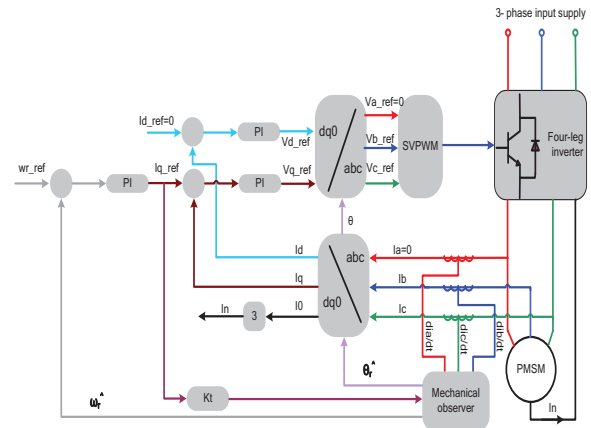 3- phase input supply
Id_ref=0
PI
Vd_ref
dq0
abc
Va_ref=0
Vb_ref
Vc_ref
SVPWM
Four-leg
inverter
wr_ref
PI
Iq_ref
PI
Vq_ref
θ
Id
Iq
I0
In
3
abc
dq0
Ia=0
Ib
Ic
dia/dt
dic/dt
dib/dt
PMSM
In
θr^
ωr^
Kt
Mechanical
observer